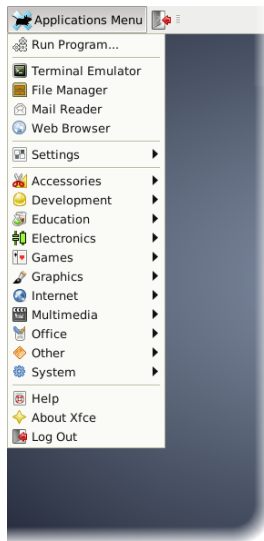 Applications Menu
Run Program...
Terminal Emulator
File Manager
Mail Reader
Web Browser
Settings
Accessories
Development
Education
Electronics
Games
Graphics
Internet
Multimedia
Office
Other
System
Help
About Xfce
Log Out